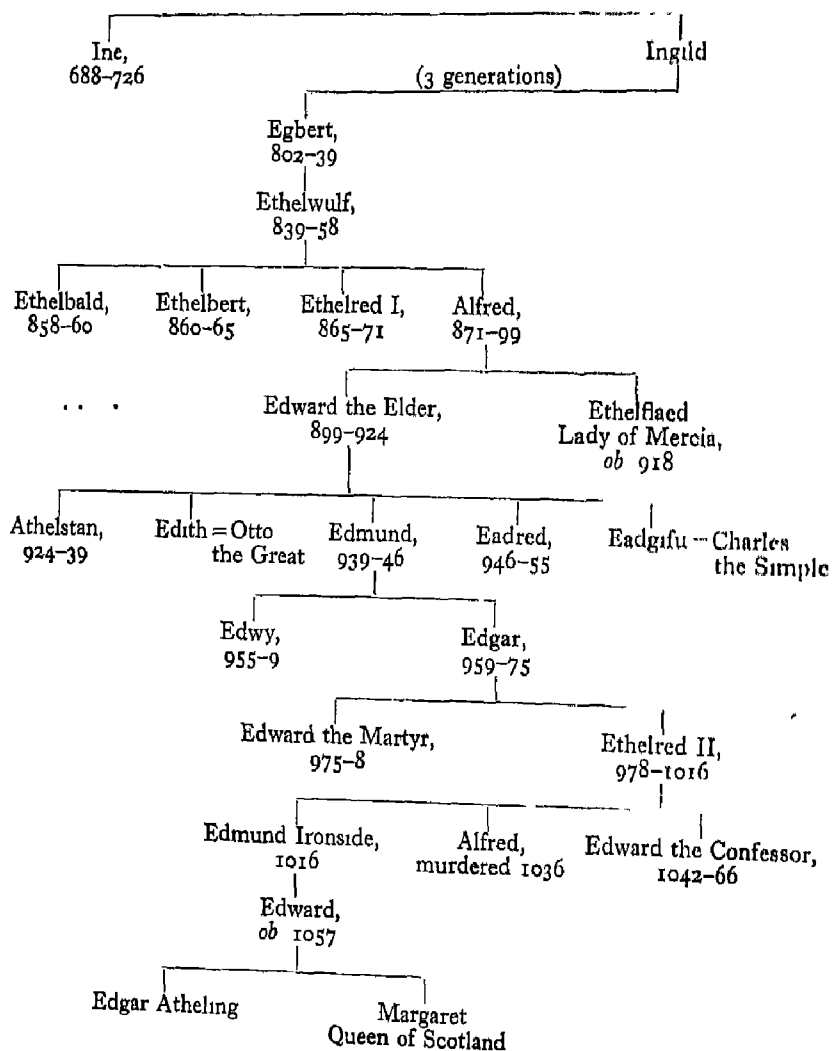 Ine,
688–726
Ingild
(3 generations)
Egbert,
802–39
Ethelwulf,
839–58
Ethelbald,
858–60
Ethelbert,
860–65
Ethelred I,
865–71
Alfred,
871–99
Edward the Elder,
899–924
Ethelflaed
Lady of Mercia,
ob 918
Athelstan,
924–39
Edith = Otto
the Great
Edmund,
939–46
Eadred,
946–55
Eadgifu – Charles
the Simple
Edwy,
955–9
Edgar,
959–75
Edward the Martyr,
975–8
Ethelred II,
978–1016
Edmund Ironside,
1016
Alfred,
murdered 1036
Edward the Confessor,
1042–66
Edward,
ob 1057
Edgar Atheling
Margaret
Queen of Scotland